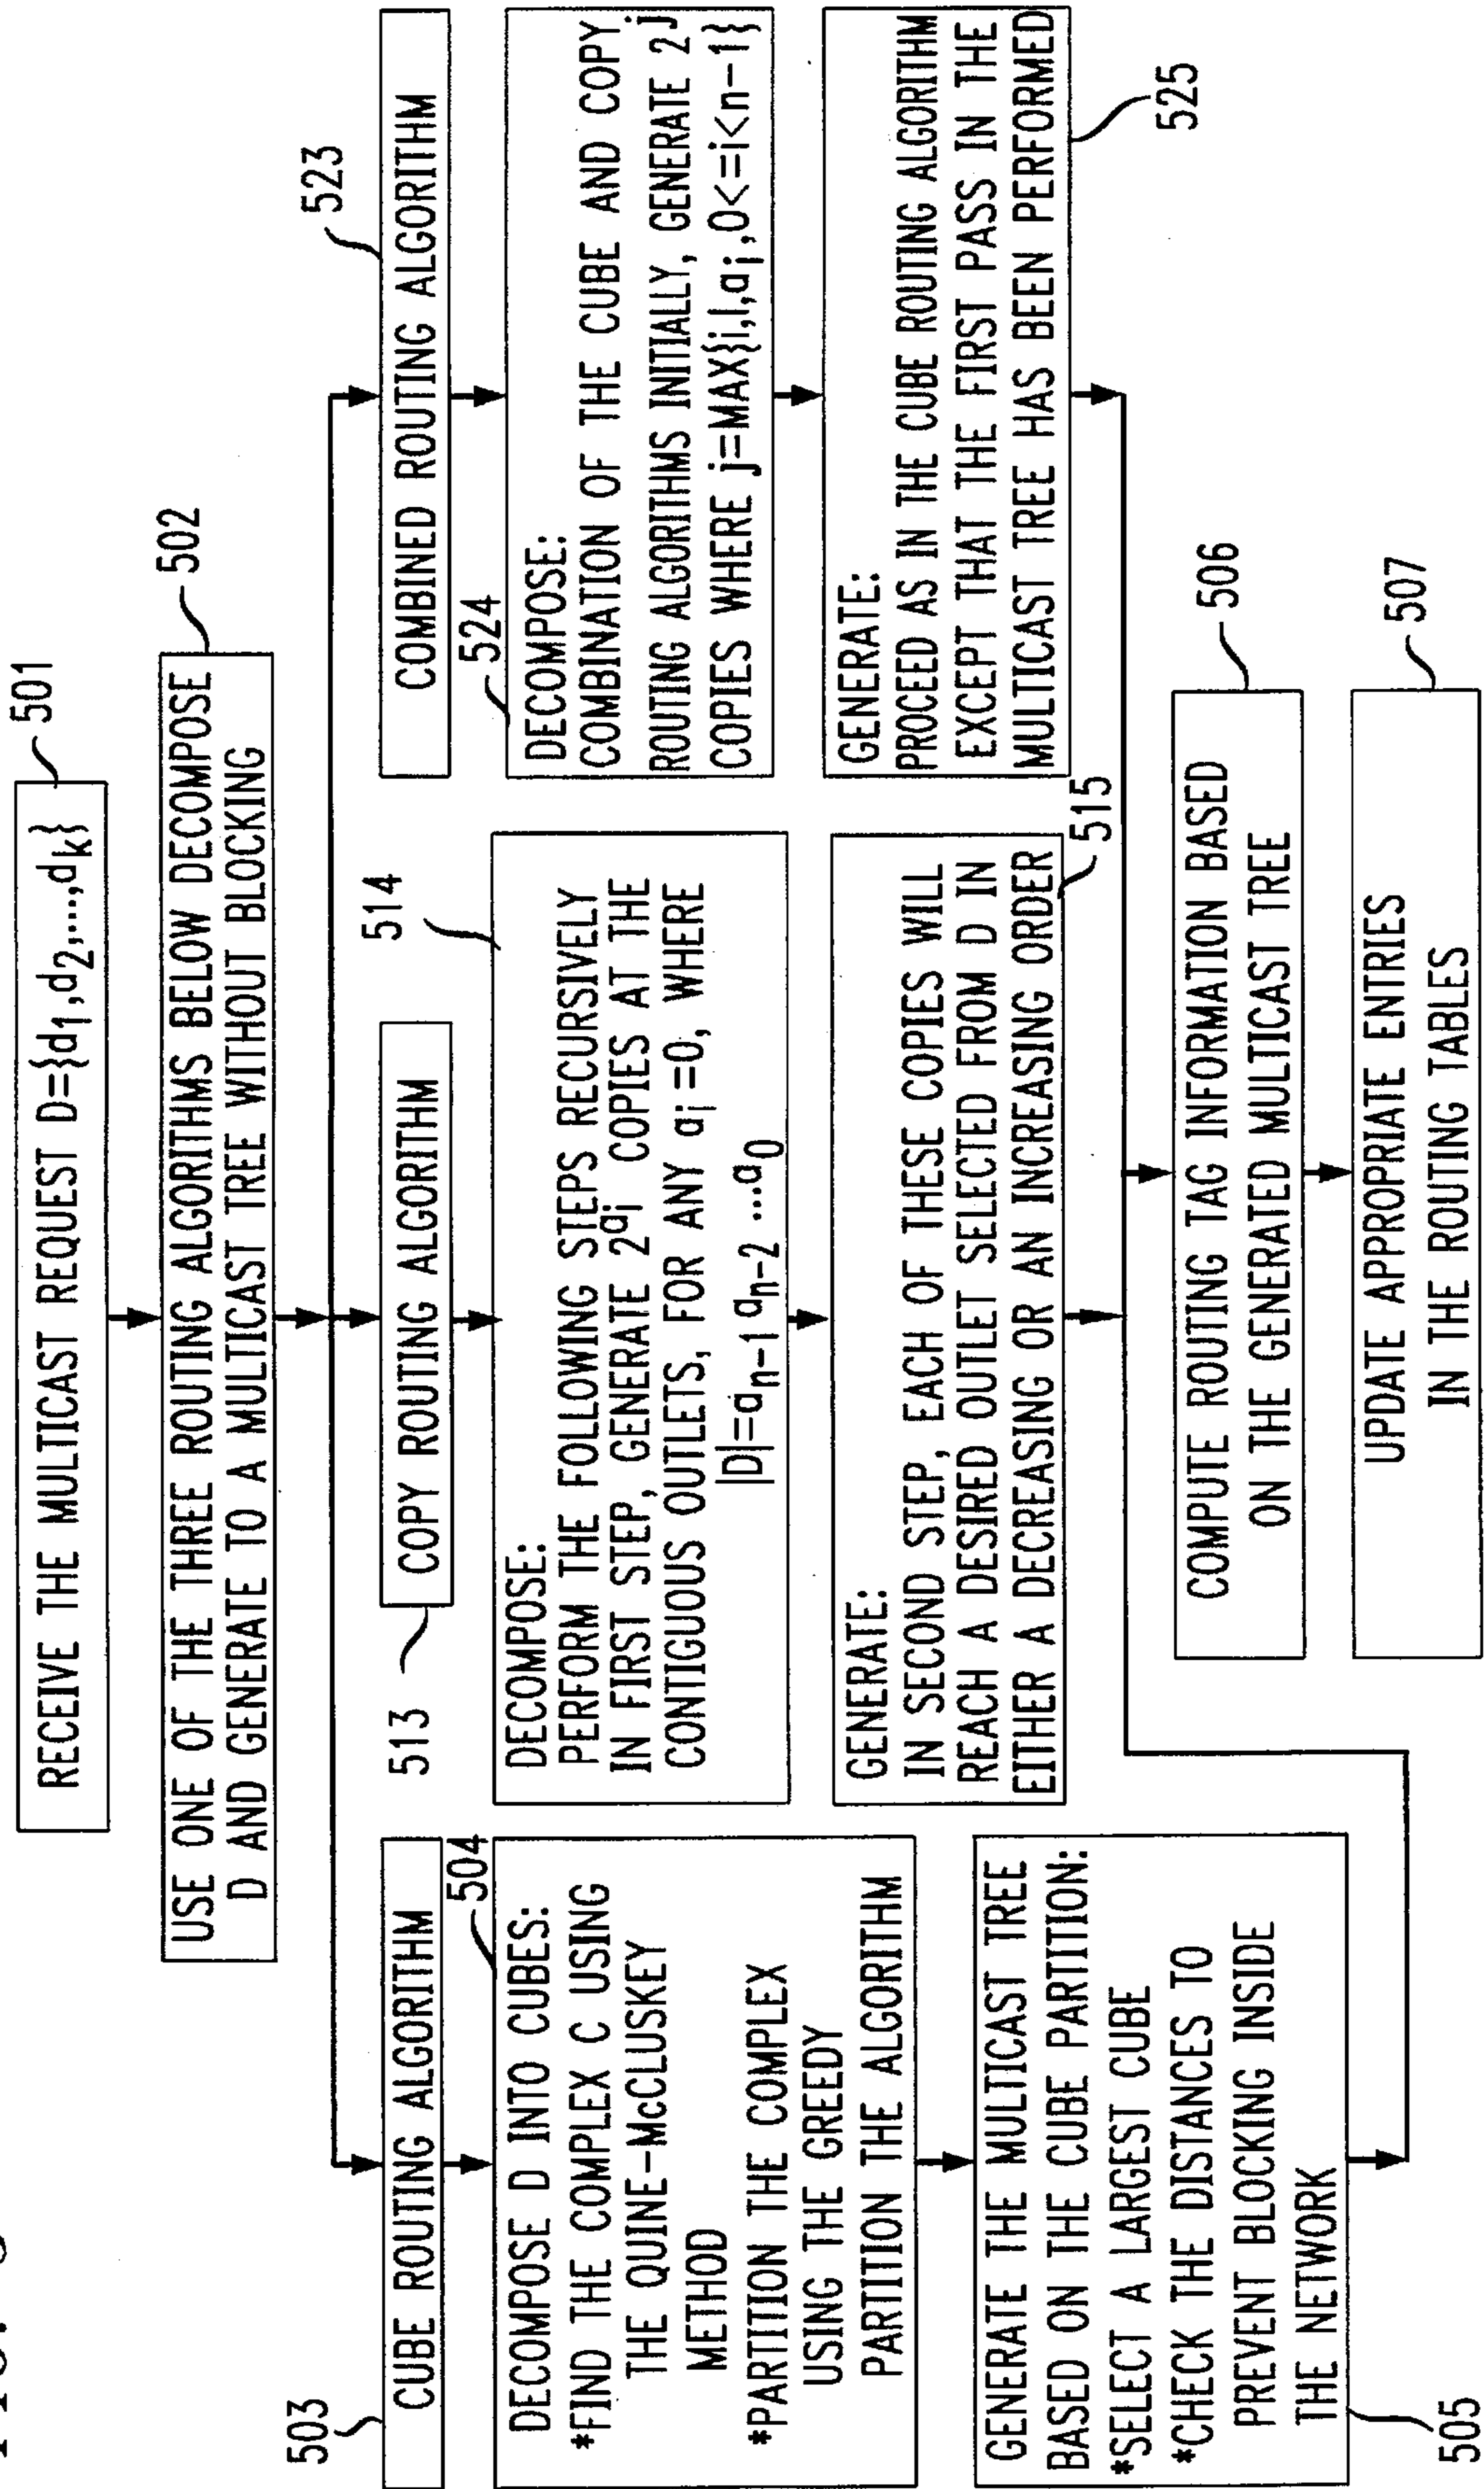 501
RECEIVE THE MULTICAST REQUEST D={d1,d2,...,dk}
502
USE ONE OF THE THREE ROUTING ALGORITHMS BELOW DECOMPOSE
D AND GENERATE TO A MULTICAST TREE WITHOUT BLOCKING
503
CUBE ROUTING ALGORITHM
504
DECOMPOSE D INTO CUBES:
*FIND THE COMPLEX C USING
THE QUINE-McCLUSKEY
METHOD
*PARTITION THE COMPLEX
USING THE GREEDY
PARTITION THE ALGORITHM
GENERATE THE MULTICAST TREE
BASED ON THE CUBE PARTITION:
*SELECT A LARGEST CUBE
*CHECK THE DISTANCES TO
PREVENT BLOCKING INSIDE
THE NETWORK
505
513
COPY ROUTING ALGORITHM
514
DECOMPOSE:
PERFORM THE FOLLOWING STEPS RECURSIVELY
IN FIRST STEP, GENERATE 2^ai COPIES AT THE
CONTIGUOUS OUTLETS, FOR ANY ai=0, WHERE
|D|=an-1 an-2 ...a0
GENERATE:
IN SECOND STEP, EACH OF THESE COPIES WILL
REACH A DESIRED OUTLET SELECTED FROM D IN
EITHER A DECREASING OR AN INCREASING ORDER
515
523
COMBINED ROUTING ALGORITHM
524
DECOMPOSE:
COMBINATION OF THE CUBE AND COPY
ROUTING ALGORITHMS INITIALLY, GENERATE 2^j
COPIES WHERE j=MAX{i,l,ai,0<=i<n-1}
GENERATE:
PROCEED AS IN THE CUBE ROUTING ALGORITHM
EXCEPT THAT THE FIRST PASS IN THE
MULTICAST TREE HAS BEEN PERFORMED
525
506
COMPUTE ROUTING TAG INFORMATION BASED
ON THE GENERATED MULTICAST TREE
507
UPDATE APPROPRIATE ENTRIES
IN THE ROUTING TABLES